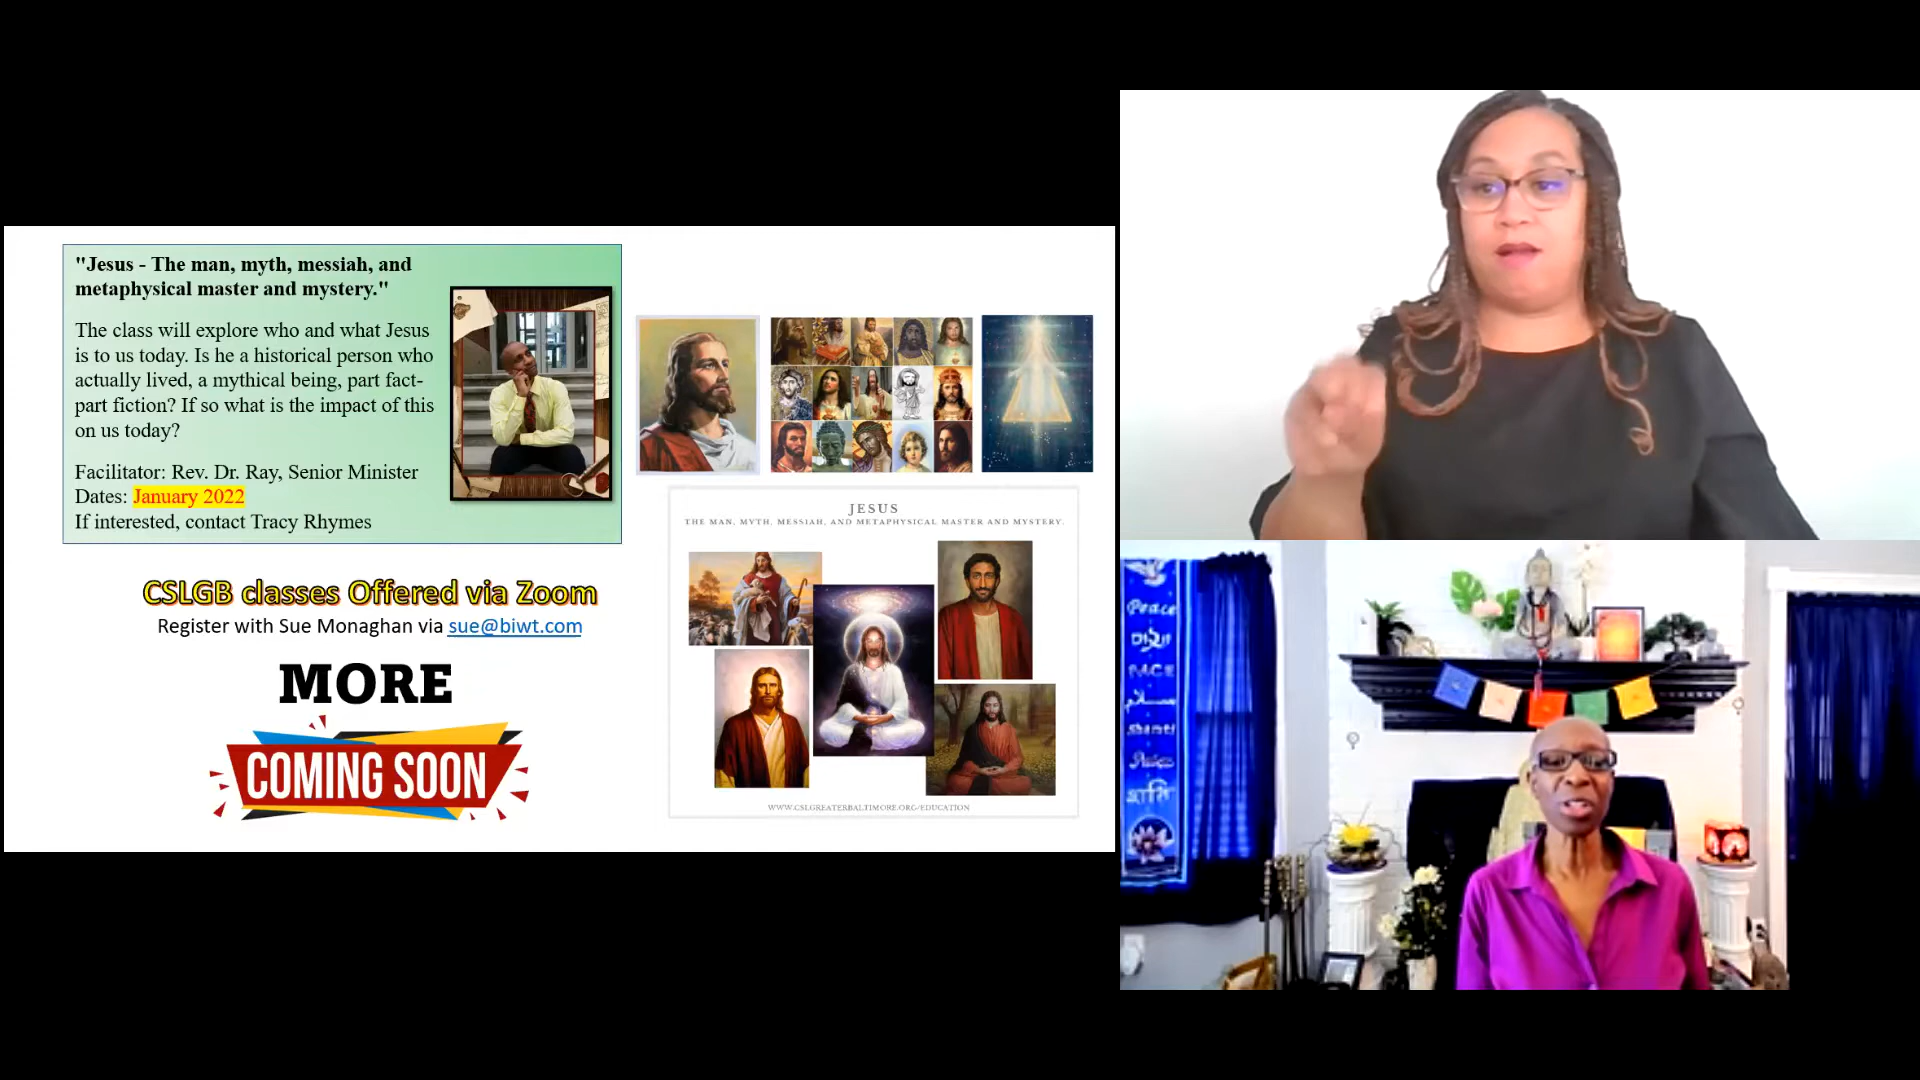 "Jesus - The man, myth, messiah, and
metaphysical master and mystery."
The class will explore who and what Jesus
is to us today. Is he a historical person who
actually lived, a mythical being, part fact-
part fiction? If so what is the impact of this
on us today?
Facilitator: Rev. Dr. Ray, Senior Minister
Dates: January 2022
If interested, contact Tracy Rhymes
CSLGB classes Offered via Zoom
Register with Sue Monaghan via sue@biwt.com
MORE
COMING SOON
JESUS
THE MAN, MYTH, MESSIAH, AND METAPHYSICAL MASTER AND MYSTERY.
WWW.CSLGREATERBALTIMORE.ORG/EDUCATION
Peace
שלום
PACE
سلام
Shanti